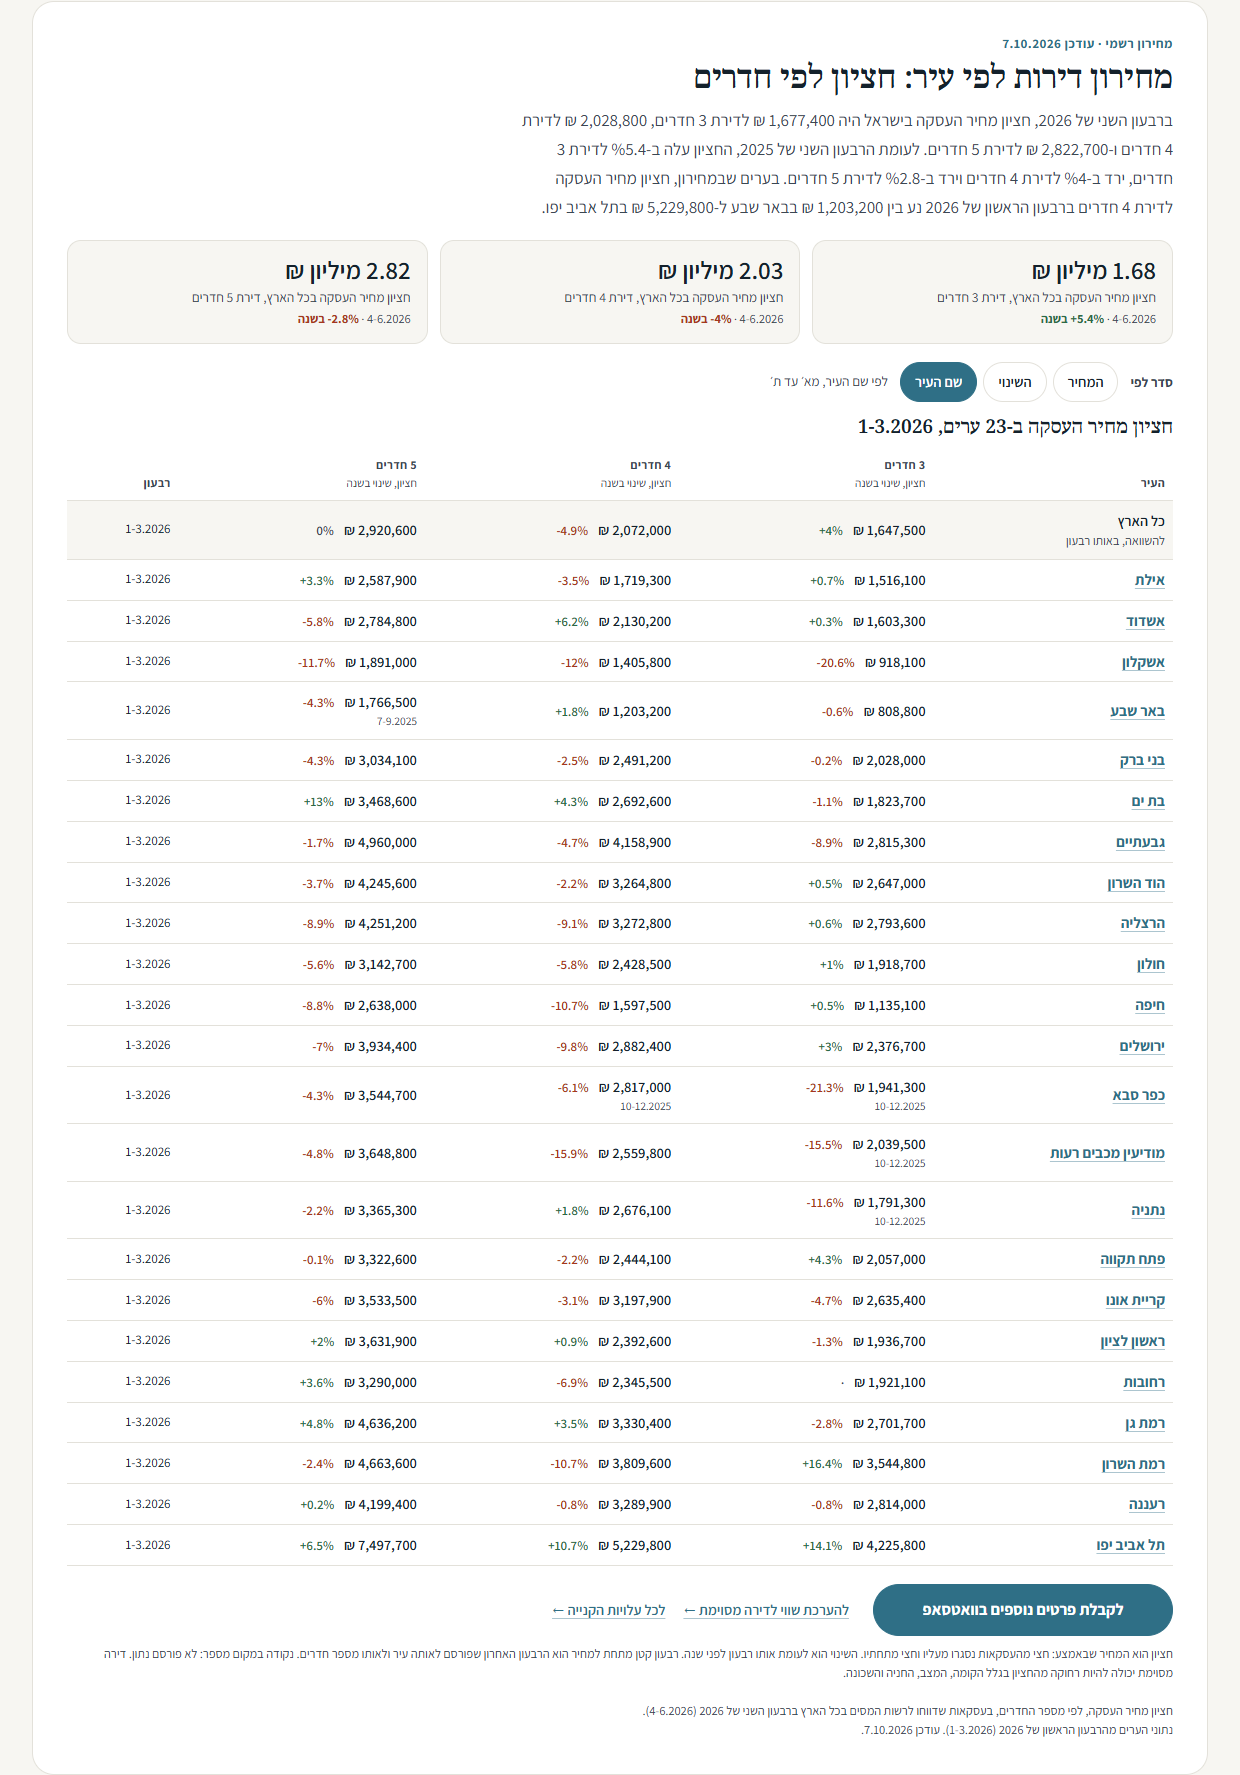 מחירון רשמי · עודכן 7.10.2026
מחירון דירות לפי עיר: חציון לפי חדרים
ברבעון השני של 2026, חציון מחיר העסקה בישראל היה 1,677,400 ₪ לדירת 3 חדרים, 2,028,800 ₪ לדירת
4 חדרים ו-2,822,700 ₪ לדירת 5 חדרים. לעומת הרבעון השני של 2025, החציון עלה ב-5.4% לדירת 3
חדרים, ירד ב-4% לדירת 4 חדרים וירד ב-2.8% לדירת 5 חדרים. בערים שבמחירון, חציון מחיר העסקה
לדירת 4 חדרים ברבעון הראשון של 2026 נע בין 1,203,200 ₪ בבאר שבע ל-5,229,800 ₪ בתל אביב יפו.
1.68 מיליון ₪
חציון מחיר העסקה בכל הארץ, דירת 3 חדרים
4-6.2026 · +5.4% בשנה
2.03 מיליון ₪
חציון מחיר העסקה בכל הארץ, דירת 4 חדרים
4-6.2026 · -4% בשנה
2.82 מיליון ₪
חציון מחיר העסקה בכל הארץ, דירת 5 חדרים
4-6.2026 · -2.8% בשנה
סדר לפי המחיר השינוי שם העיר לפי שם העיר, מא׳ עד ת׳
חציון מחיר העסקה ב-23 ערים, 1-3.2026
העיר 3 חדרים חציון, שינוי בשנה 4 חדרים חציון, שינוי בשנה 5 חדרים חציון, שינוי בשנה רבעון
כל הארץ 1,647,500 ₪ +4% 2,072,000 ₪ -4.9% 2,920,600 ₪ 0% 1-3.2026
להשוואה, באותו רבעון
אילת 1,516,100 ₪ +0.7% 1,719,300 ₪ -3.5% 2,587,900 ₪ +3.3% 1-3.2026
אשדוד 1,603,300 ₪ +0.3% 2,130,200 ₪ +6.2% 2,784,800 ₪ -5.8% 1-3.2026
אשקלון 918,100 ₪ -20.6% 1,405,800 ₪ -12% 1,891,000 ₪ -11.7% 1-3.2026
באר שבע 808,800 ₪ -0.6% 1,203,200 ₪ +1.8% 1,766,500 ₪ -4.3% 7-9.2025 1-3.2026
בני ברק 2,028,000 ₪ -0.2% 2,491,200 ₪ -2.5% 3,034,100 ₪ -4.3% 1-3.2026
בת ים 1,823,700 ₪ -1.1% 2,692,600 ₪ +4.3% 3,468,600 ₪ +13% 1-3.2026
גבעתיים 2,815,300 ₪ -8.9% 4,158,900 ₪ -4.7% 4,960,000 ₪ -1.7% 1-3.2026
הוד השרון 2,647,000 ₪ +0.5% 3,264,800 ₪ -2.2% 4,245,600 ₪ -3.7% 1-3.2026
הרצליה 2,793,600 ₪ +0.6% 3,272,800 ₪ -9.1% 4,251,200 ₪ -8.9% 1-3.2026
חולון 1,918,700 ₪ +1% 2,428,500 ₪ -5.8% 3,142,700 ₪ -5.6% 1-3.2026
חיפה 1,135,100 ₪ +0.5% 1,597,500 ₪ -10.7% 2,638,000 ₪ -8.8% 1-3.2026
ירושלים 2,376,700 ₪ +3% 2,882,400 ₪ -9.8% 3,934,400 ₪ -7% 1-3.2026
כפר סבא 1,941,300 ₪ -21.3% 10-12.2025 2,817,000 ₪ -6.1% 10-12.2025 3,544,700 ₪ -4.3% 1-3.2026
מודיעין מכבים רעות 2,039,500 ₪ -15.5% 10-12.2025 2,559,800 ₪ -15.9% 3,648,800 ₪ -4.8% 1-3.2026
נתניה 1,791,300 ₪ -11.6% 10-12.2025 2,676,100 ₪ +1.8% 3,365,300 ₪ -2.2% 1-3.2026
פתח תקווה 2,057,000 ₪ +4.3% 2,444,100 ₪ -2.2% 3,322,600 ₪ -0.1% 1-3.2026
קריית אונו 2,635,400 ₪ -4.7% 3,197,900 ₪ -3.1% 3,533,500 ₪ -6% 1-3.2026
ראשון לציון 1,936,700 ₪ -1.3% 2,392,600 ₪ +0.9% 3,631,900 ₪ +2% 1-3.2026
רחובות 1,921,100 ₪ · 2,345,500 ₪ -6.9% 3,290,000 ₪ +3.6% 1-3.2026
רמת גן 2,701,700 ₪ -2.8% 3,330,400 ₪ +3.5% 4,636,200 ₪ +4.8% 1-3.2026
רמת השרון 3,544,800 ₪ +16.4% 3,809,600 ₪ -10.7% 4,663,600 ₪ -2.4% 1-3.2026
רעננה 2,814,000 ₪ -0.8% 3,289,900 ₪ -0.8% 4,199,400 ₪ +0.2% 1-3.2026
תל אביב יפו 4,225,800 ₪ +14.1% 5,229,800 ₪ +10.7% 7,497,700 ₪ +6.5% 1-3.2026
לקבלת פרטים נוספים בוואטסאפ להערכת שווי לדירה מסוימת ← לכל עלויות הקנייה ←
חציון הוא המחיר שבאמצע: חצי מהעסקאות נסגרו מעליו וחצי מתחתיו. השינוי הוא לעומת אותו רבעון לפני שנה. רבעון קטן מתחת למחיר הוא הרבעון האחרון שפורסם לאותה עיר ולאותו מספר חדרים. נקודה במקום מספר: לא פורסם נתון. דירה
מסוימת יכולה להיות רחוקה מהחציון בגלל הקומה, המצב, החניה והשכונה.
חציון מחיר העסקה, לפי מספר החדרים, בעסקאות שדווחו לרשות המסים בכל הארץ ברבעון השני של 2026 (4-6.2026).
נתוני הערים מהרבעון הראשון של 2026 (1-3.2026). עודכן 7.10.2026.